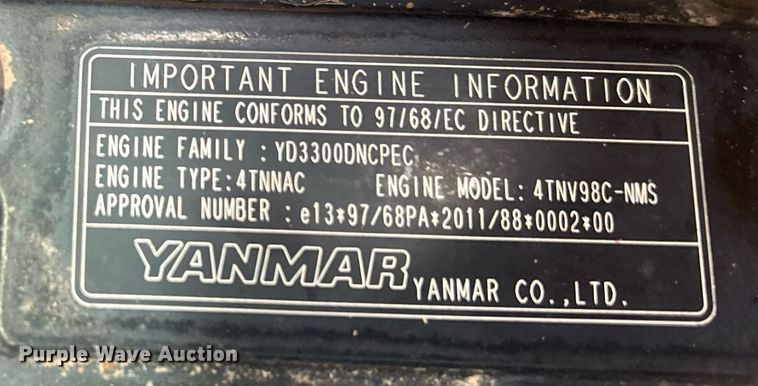 IMPORTANT ENGINE INFORMATION
THIS ENGINE CONFORMS TO 97/68/EC DIRECTIVE
ENGINE FAMILY : YD3300DNCPEC
ENGINE TYPE:4TNNAC ENGINE MODEL: 4TNV98C-NMS
APPROVAL NUMBER : e13*97/68PA*2011/88*0002*00
YANMAR YANMAR CO.,LTD.
Purple Wave Auction